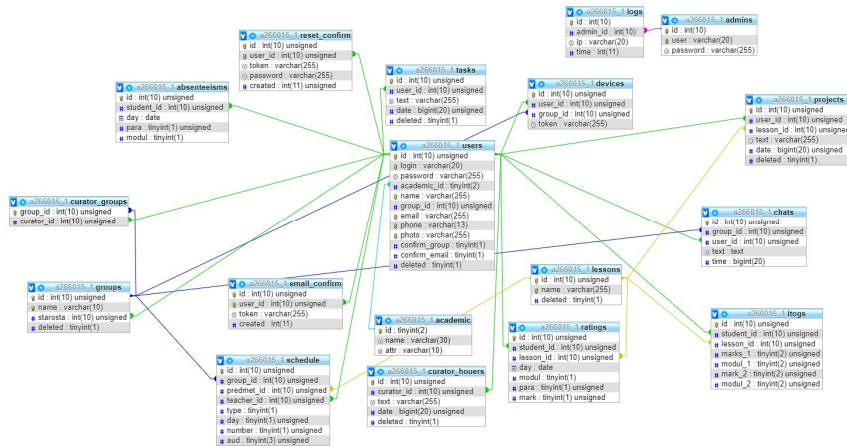 a266015_1 logs
id : int(10)
admin_id : int(10)
ip : varchar(20)
time : int(11)
a266015_1 admins
id : int(10)
user : varchar(20)
password : varchar(255)
a266015_1 reset_confirm
id : int(10) unsigned
user_id : int(10) unsigned
token : varchar(255)
password : varchar(255)
created : int(11) unsigned
a266015_1 tasks
id : int(10) unsigned
user_id : int(10) unsigned
text : varchar(255)
date : bigint(20) unsigned
deleted : tinyint(1)
a266015_1 absenteeisms
id : int(10) unsigned
student_id : int(10) unsigned
day : date
para : tinyint(1) unsigned
modul : tinyint(1)
a266015_1 devices
id : int(10) unsigned
user_id : int(10) unsigned
group_id : int(10) unsigned
token : varchar(255)
a266015_1 projects
id : int(10) unsigned
user_id : int(10) unsigned
lesson_id : int(10) unsigned
text : varchar(255)
date : bigint(20) unsigned
deleted : tinyint(1)
a266015_1 users
id : int(10) unsigned
login : varchar(20)
password : varchar(255)
academic_id : tinyint(2)
name : varchar(255)
group_id : int(10) unsigned
email : varchar(255)
phone : varchar(13)
photo : varchar(255)
confirm_group : tinyint(1)
confirm_email : tinyint(1)
deleted : tinyint(1)
a266015_1 curator_groups
group_id : int(10) unsigned
curator_id : int(10) unsigned
a266015_1 chats
id : int(10) unsigned
group_id : int(10) unsigned
user_id : int(10) unsigned
text : text
time : bigint(20)
a266015_1 groups
id : int(10) unsigned
name : varchar(10)
starosta : int(10) unsigned
deleted : tinyint(1)
a266015_1 email_confirm
id : int(10) unsigned
user_id : int(10) unsigned
token : varchar(255)
created : int(11)
a266015_1 lessons
id : int(10) unsigned
name : varchar(255)
deleted : tinyint(1)
a266015_1 academic
id : tinyint(2)
name : varchar(30)
attr : varchar(10)
a266015_1 ratings
id : int(10) unsigned
student_id : int(10) unsigned
lesson_id : int(10) unsigned
day : date
modul : tinyint(1)
para : tinyint(1) unsigned
mark : tinyint(1) unsigned
a266015_1 itogs
id : int(10) unsigned
student_id : int(10) unsigned
lesson_id : int(10) unsigned
marks_1 : tinyint(2) unsigned
modul_1 : tinyint(2) unsigned
mark_2 : tinyint(2) unsigned
modul_2 : tinyint(2) unsigned
a266015_1 schedule
id : int(10) unsigned
group_id : int(10) unsigned
predmet_id : int(10) unsigned
teacher_id : int(10) unsigned
type : tinyint(1)
day : tinyint(1) unsigned
number : tinyint(1) unsigned
aud : tinyint(3) unsigned
a266015_1 curator_houers
id : int(10) unsigned
curator_id : int(10) unsigned
text : varchar(255)
date : bigint(20) unsigned
deleted : tinyint(1)